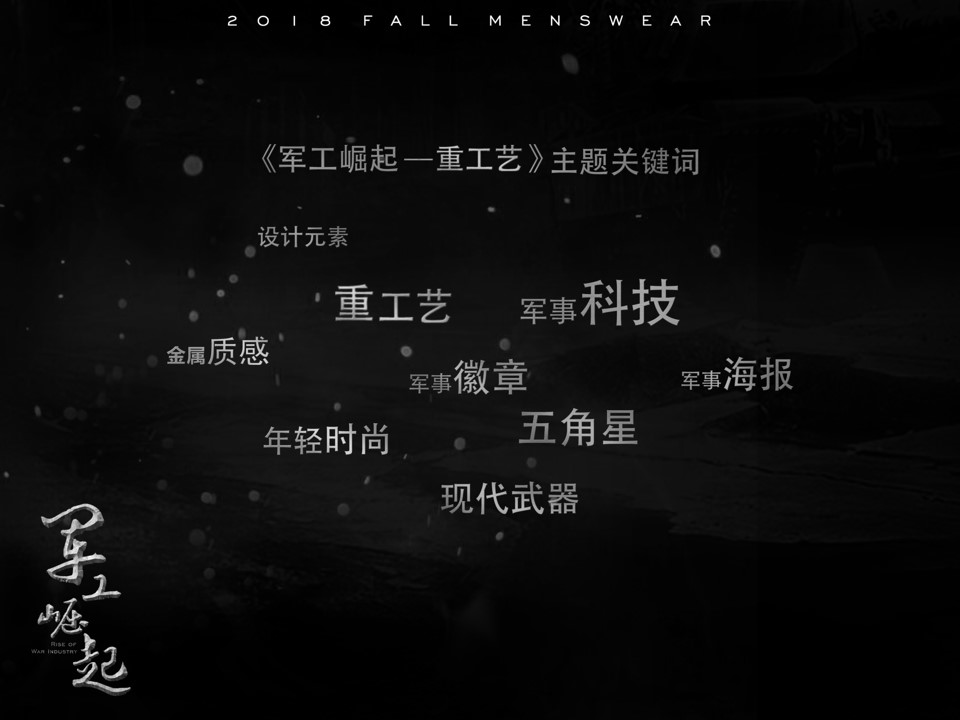 2018 FALL MENSWEAR
《军工崛起—重工艺》主题关键词
设计元素
重工艺
军事科技
金属质感
军事徽章
军事海报
年轻时尚
五角星
现代武器
军工崛起
RISE OF
WAR INDUSTRY